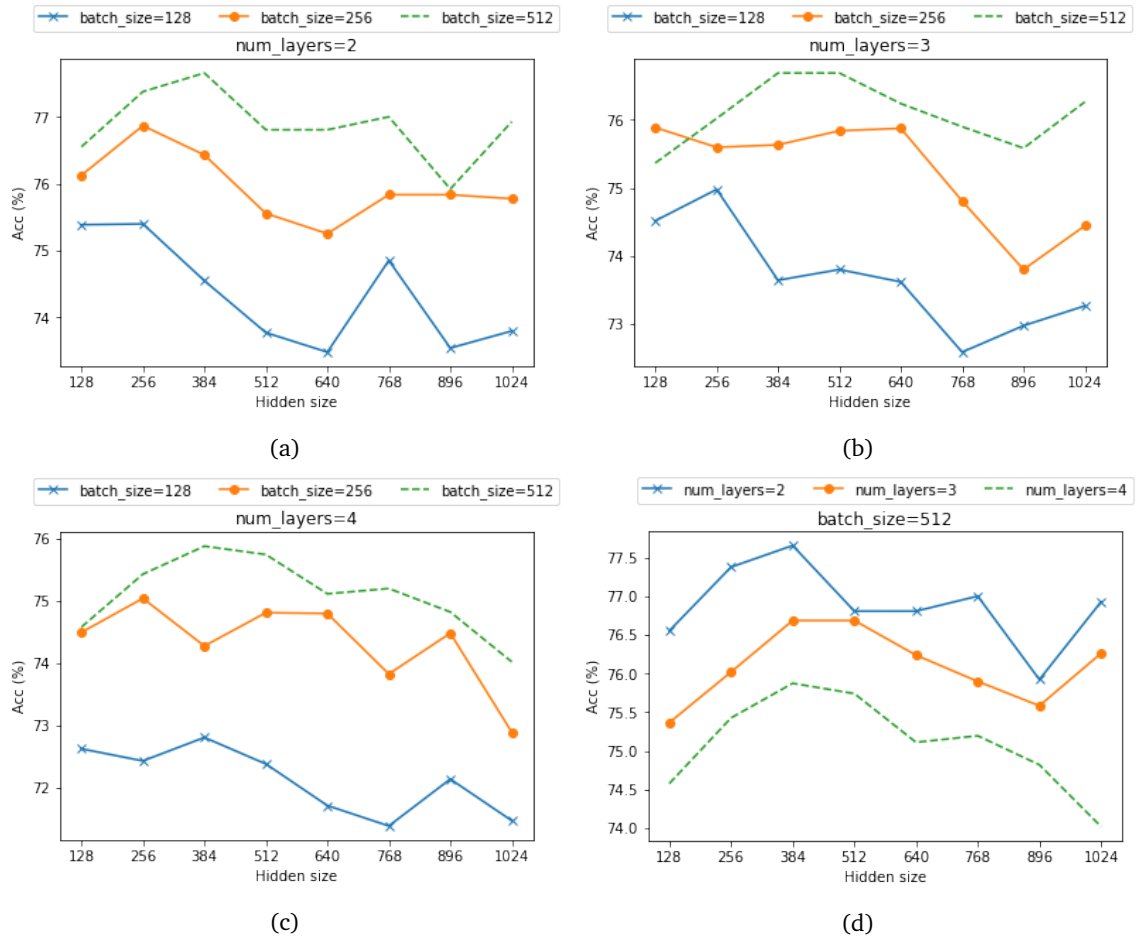 batch_size=128 batch_size=256 batch_size=512
num_layers=2
77
76
75
74
Acc (%)
128 256 384 512 640 768 896 1024
Hidden size
(a)
batch_size=128 batch_size=256 batch_size=512
num_layers=3
76
75
74
73
Acc (%)
128 256 384 512 640 768 896 1024
Hidden size
(b)
batch_size=128 batch_size=256 batch_size=512
num_layers=4
76
75
74
73
72
Acc (%)
128 256 384 512 640 768 896 1024
Hidden size
(c)
num_layers=2 num_layers=3 num_layers=4
batch_size=512
77.5
77.0
76.5
76.0
75.5
75.0
74.5
74.0
Acc (%)
128 256 384 512 640 768 896 1024
Hidden size
(d)